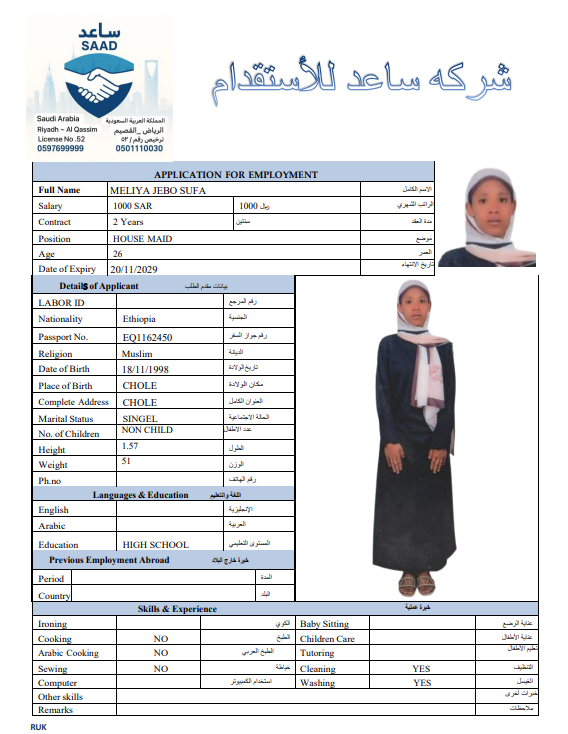 ساعد
SAAD
Saudi Arabia المملكة العربية السعودية
Riyadh – Al Qassim الرياض _القصيم
License No .52 ترخيص رقم / ٥٢
0597699999 0501110030
شركه ساعد للأستقدام
APPLICATION FOR EMPLOYMENT
Full Name MELIYA JEBO SUFA الاسم الكامل
Salary 1000 SAR 1000 ريال الراتب الشهري
Contract 2 Years سنتين مدة العقد
Position HOUSE MAID موضع
Age 26 العمر
Date of Expiry 20/11/2029 تاريخ الانتهاء
Details of Applicant بيانات مقدم الطلب
LABOR ID رقم المرجع
Nationality Ethiopia الجنسية
Passport No. EQ1162450 رقم جواز السفر
Religion Muslim الديانة
Date of Birth 18/11/1998 تاريخ الولادة
Place of Birth CHOLE مكان الولادة
Complete Address CHOLE العنوان الكامل
Marital Status SINGEL الحالة الاجتماعية
No. of Children NON CHILD عدد الاطفال
Height 1.57 الطول
Weight 51 الوزن
Ph.no رقم الهاتف
Languages & Education اللغة والتعليم
English الإنجليزية
Arabic العربية
Education HIGH SCHOOL المستوى التعليمي
Previous Employment Abroad خبرة خارج البلاد
Period المدة
Country البلد
Skills & Experience خبرة عملية
Ironing الكوي Baby Sitting عناية الرضع
Cooking NO الطبخ Children Care عناية الأطفال
Arabic Cooking NO الطبخ العربي Tutoring تعليم الأطفال
Sewing NO خياطة Cleaning YES التنظيف
Computer استخدام الكمبيوتر Washing YES الغسيل
Other skills خبرات أخرى
Remarks ملاحظات
RUK